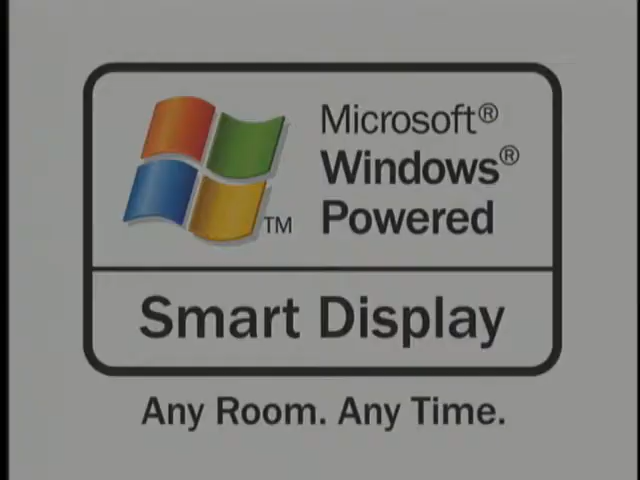 Microsoft®
Windows®
Powered
TM
Smart Display
Any Room. Any Time.